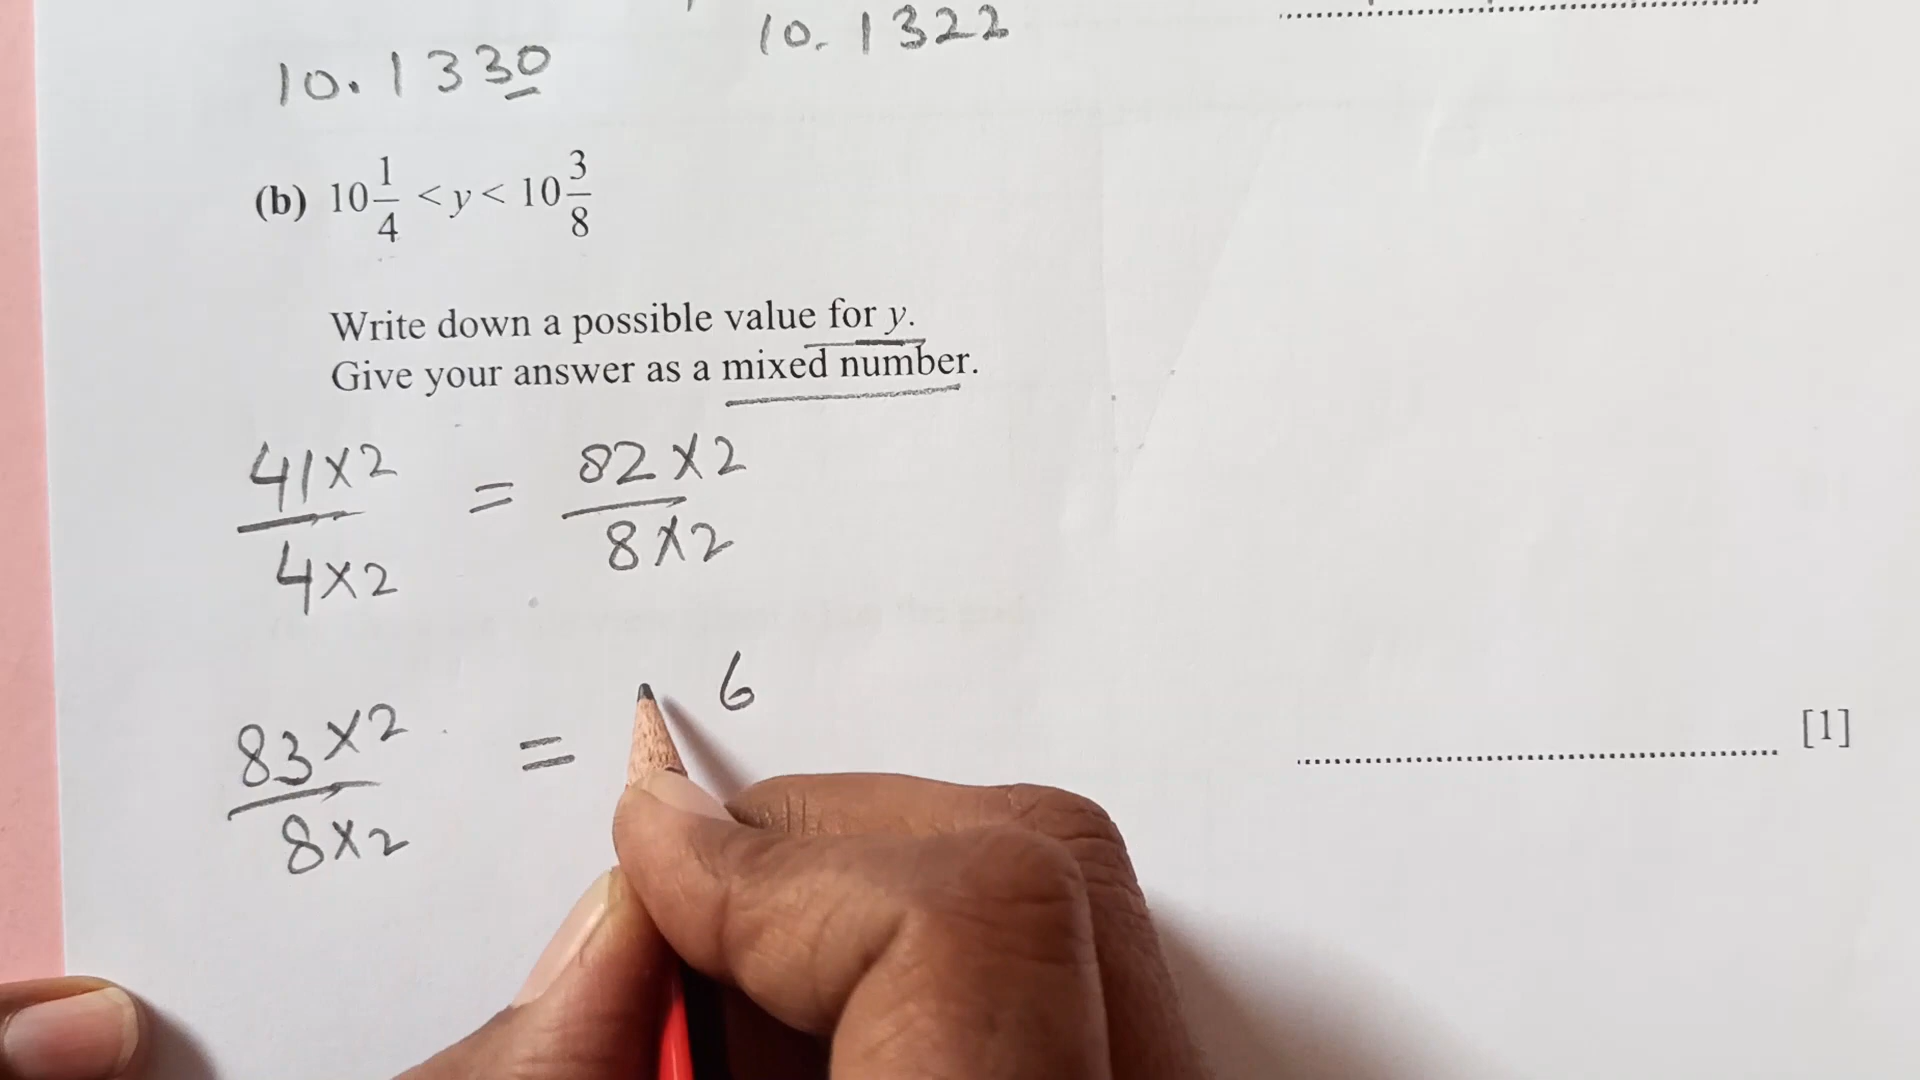 10.1330 10.1322
(b) 10 1/4 < y < 10 3/8
Write down a possible value for y.
Give your answer as a mixed number.
41×2 / 4×2 = 82×2 / 8×2
83×2 / 8×2 = 6
[1]